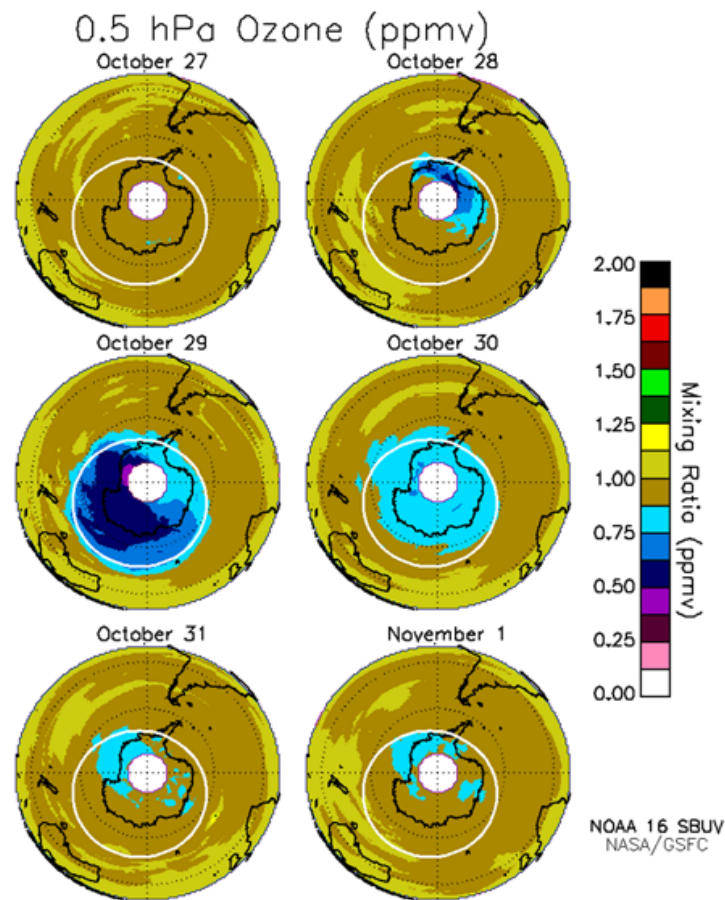 0.5 hPa Ozone (ppmv)
October 27
October 28
October 29
October 30
October 31
November 1
2.00
1.75
1.50
1.25
1.00
0.75
0.50
0.25
0.00
Mixing Ratio (ppmv)
NOAA 16 SBUV
NASA/GSFC